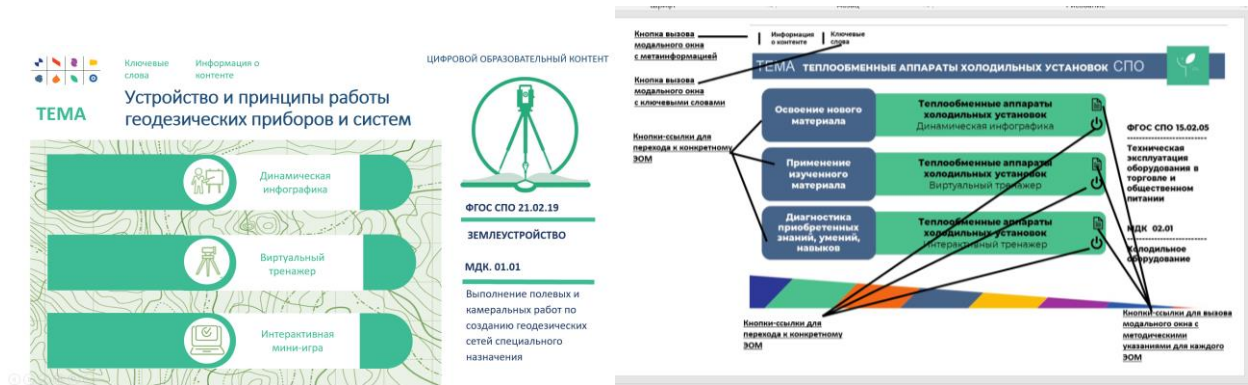 Ключевые
слова
Информация о
контенте
ЦИФРОВОЙ ОБРАЗОВАТЕЛЬНЫЙ КОНТЕНТ
ТЕМА
Устройство и принципы работы
геодезических приборов и систем
Динамическая
инфографика
Виртуальный
тренажер
Интерактивная
мини-игра
ФГОС СПО 21.02.19
ЗЕМЛЕУСТРОЙСТВО
МДК. 01.01
Выполнение полевых и
камеральных работ по
созданию геодезических
сетей специального
назначения
Кнопка вызова
модального окна
с метаинформацией
Кнопка вызова
модального окна
с ключевыми словами
Кнопки-ссылки для
перехода к конкретному
ЭОМ
Информация
о контенте
Ключевые
слова
ТЕМА ТЕПЛООБМЕННЫЕ АППАРАТЫ ХОЛОДИЛЬНЫХ УСТАНОВОК СПО
Освоение нового
материала
Теплообменные аппараты
холодильных установок
Динамическая инфографика
Применение
изученного
материала
Теплообменные аппараты
холодильных установок
Виртуальный тренажер
Диагностика
приобретенных
знаний, умений,
навыков
Теплообменные аппараты
холодильных установок
Интерактивный тренажер
ФГОС СПО 15.02.05
Техническая
эксплуатация
оборудования в
торговле и
общественном
питании
МДК 02.01
Холодильное
оборудование
Кнопки-ссылки для
перехода к конкретному
ЭОМ
Кнопки-ссылки для вызова
модального окна с
методическими
указаниями для каждого
ЭОМ